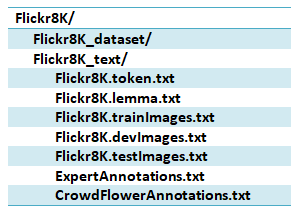 Flickr8K/
Flickr8K_dataset/
Flickr8K_text/
Flickr8K.token.txt
Flickr8K.lemma.txt
Flickr8K.trainImages.txt
Flickr8K.devImages.txt
Flickr8K.testImages.txt
ExpertAnnotations.txt
CrowdFlowerAnnotations.txt